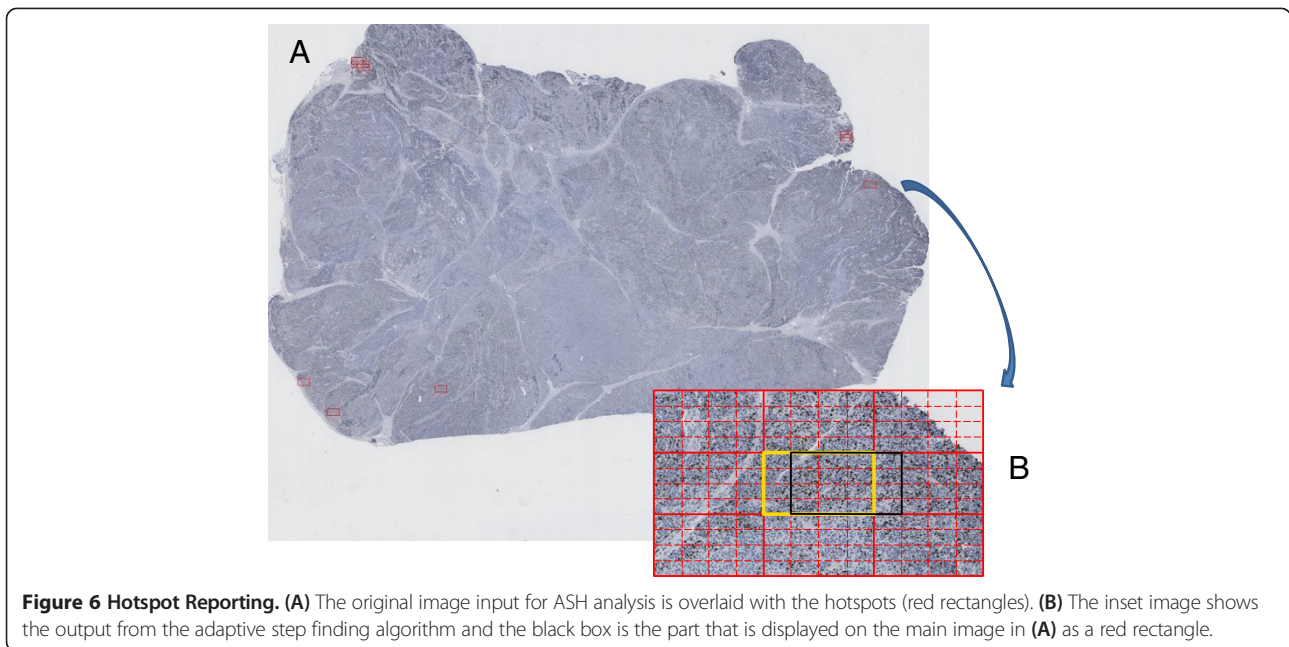 A
B
Figure 6 Hotspot Reporting. (A) The original image input for ASH analysis is overlaid with the hotspots (red rectangles). (B) The inset image shows
the output from the adaptive step finding algorithm and the black box is the part that is displayed on the main image in (A) as a red rectangle.